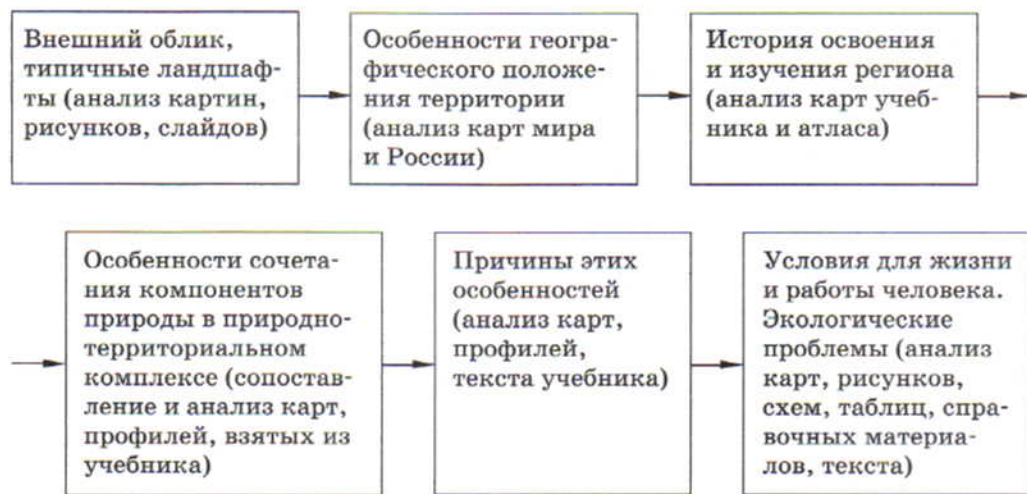 Внешний облик,
типичные ландшаф-
ты (анализ картин,
рисунков, слайдов)
Особенности геогра-
фического положе-
ния территории
(анализ карт мира
и России)
История освоения
и изучения региона
(анализ карт учеб-
ника и атласа)
Особенности сочета-
ния компонентов
природы в природно-
территориальном
комплексе (сопостав-
ление и анализ карт,
профилей, взятых из
учебника)
Причины этих
особенностей
(анализ карт,
профилей,
текста учебника)
Условия для жизни
и работы человека.
Экологические
проблемы (анализ
карт, рисунков,
схем, таблиц, спра-
вочных материа-
лов, текста)